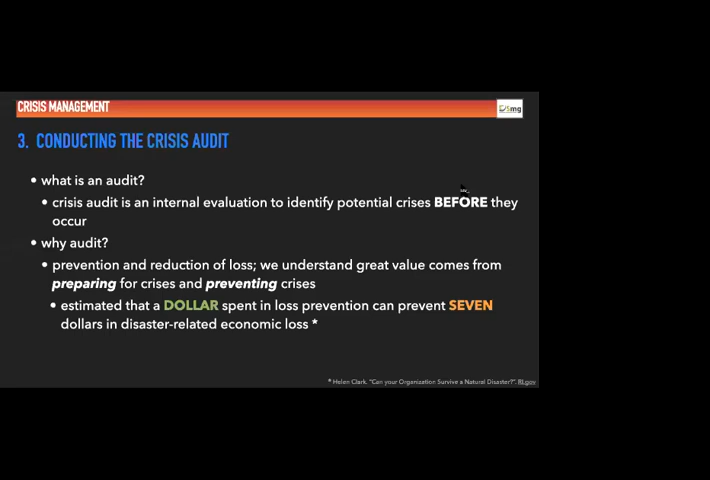 CRISIS MANAGEMENT
5mg
3. CONDUCTING THE CRISIS AUDIT
• what is an audit?
• crisis audit is an internal evaluation to identify potential crises BEFORE they
occur
• why audit?
• prevention and reduction of loss; we understand great value comes from
preparing for crises and preventing crises
• estimated that a DOLLAR spent in loss prevention can prevent SEVEN
dollars in disaster-related economic loss *
* Helen Clark. "Can your Organization Survive a Natural Disaster?". RI.gov